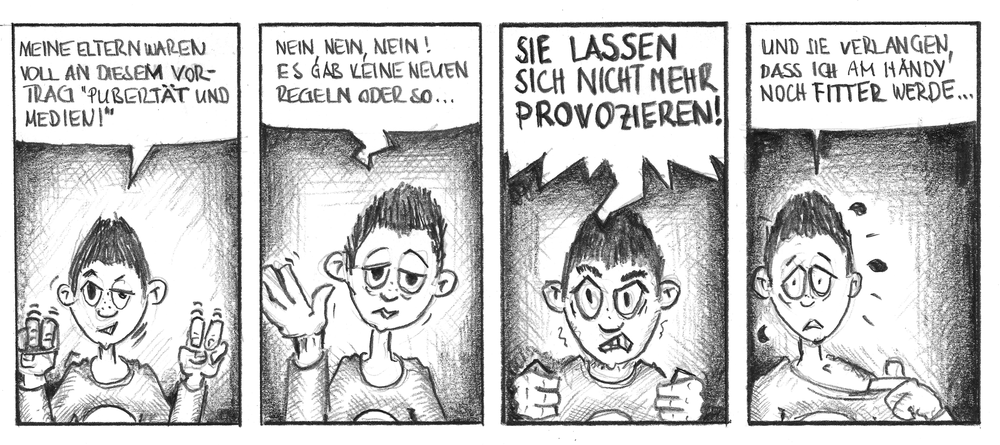 MEINE ELTERN WAREN
VOLL AN DIESEM VOR-
TRAG "PUBERTÄT UND
MEDIEN!"
NEIN, NEIN, NEIN!
ES GAB KEINE NEUEN
REGELN ODER SO...
SIE LASSEN
SICH NICHT MEHR
PROVOZIEREN!
UND SIE VERLANGEN,
DASS ICH AM HÄNDY
NOCH FITTER WERDE...